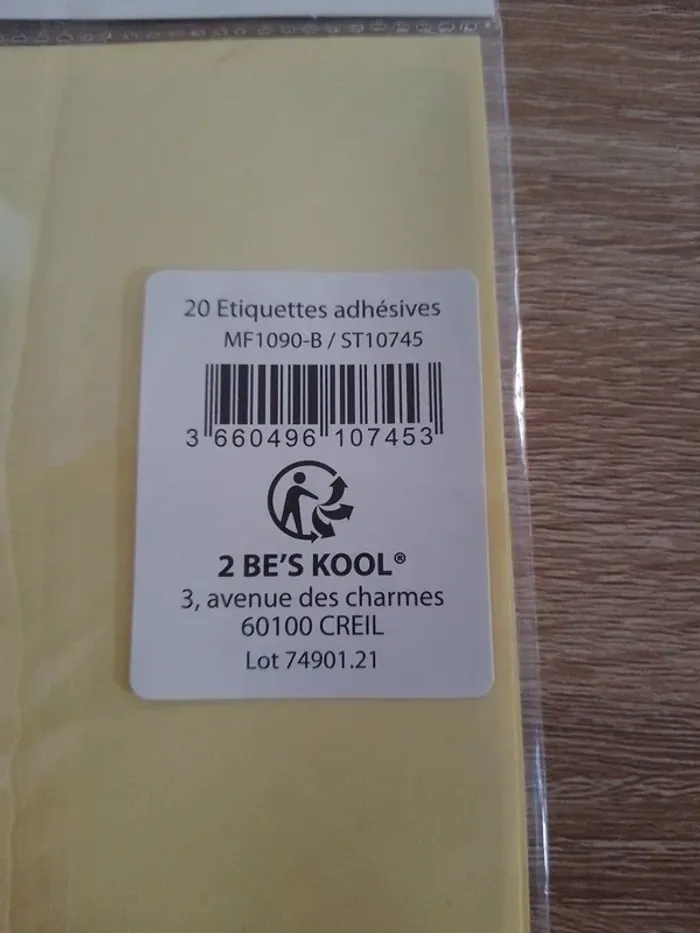 20 Etiquettes adhésives
MF1090-B / ST10745
3 660496 107453
2 BE'S KOOL®
3, avenue des charmes
60100 CREIL
Lot 74901.21